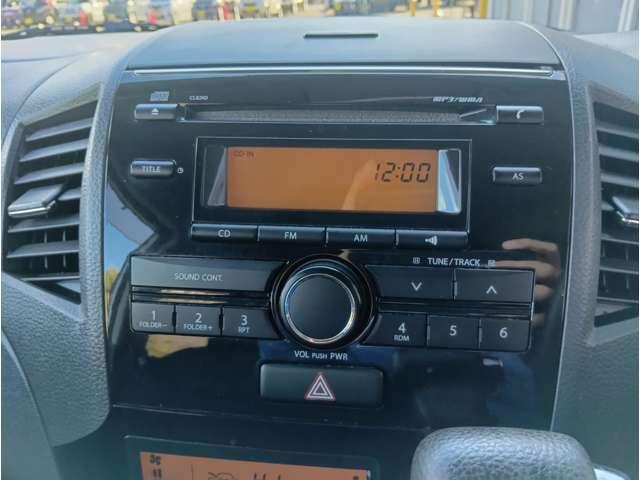 MP3/WMA
TITLE
CD-IN
12:00
AS
CD
FM
AM
TUNE/TRACK
SOUND CONT.
1
FOLDER-
2
FOLDER+
3
RPT
4
RDM
5
6
VOL PUSH PWR